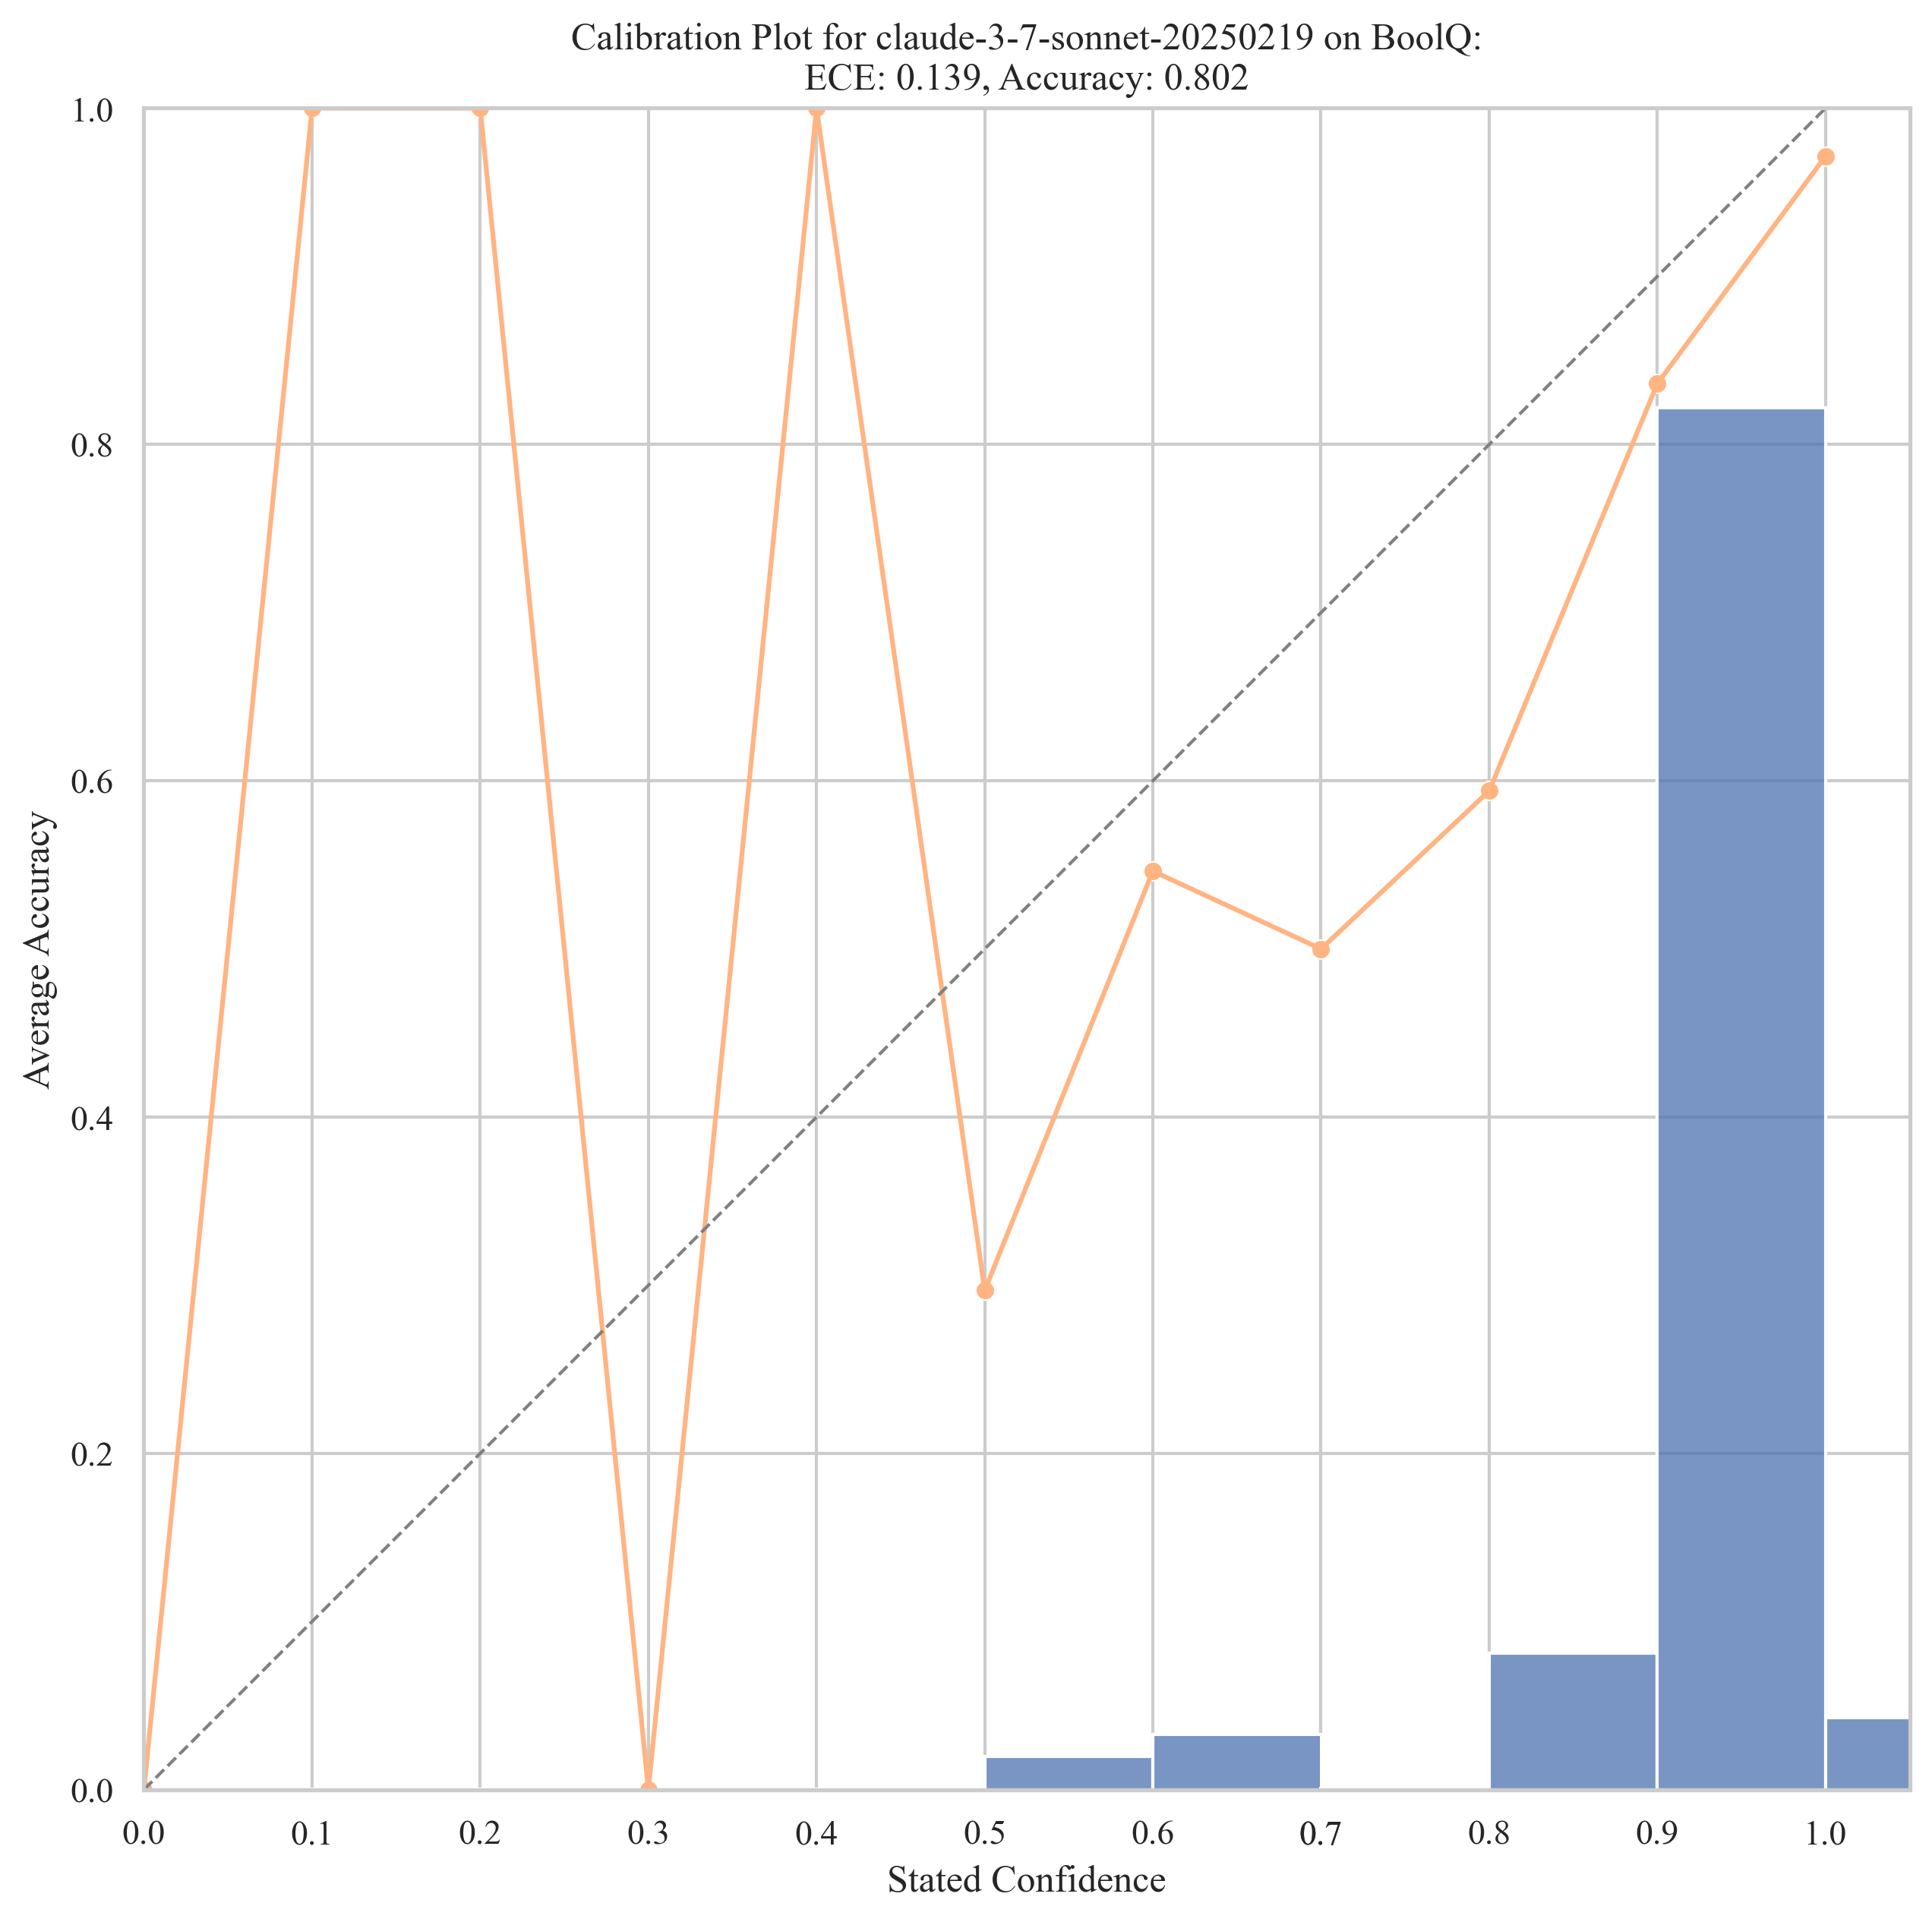 Calibration Plot for claude-3-7-sonnet-20250219 on BoolQ:
ECE: 0.139, Accuracy: 0.802
1.0
0.8
0.6
0.4
0.2
0.0
Average Accuracy
0.0 0.1 0.2 0.3 0.4 0.5 0.6 0.7 0.8 0.9 1.0
Stated Confidence